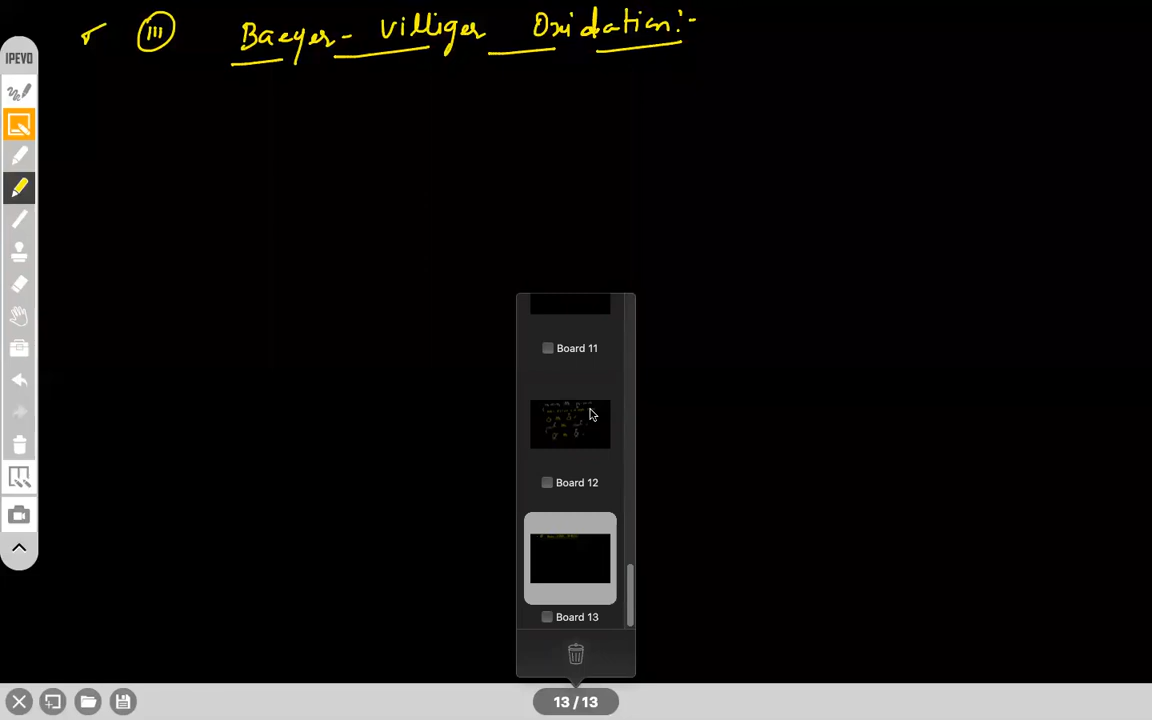 (III) Baeyer - Villiger Oxidation:-
IPEVO
Board 11
Board 12
Board 13
13 / 13